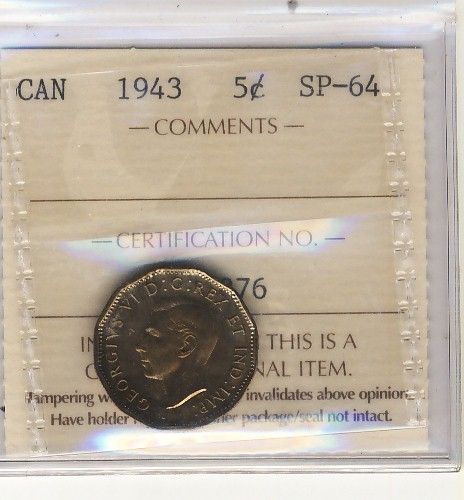 CAN 1943 5¢ SP-64
— COMMENTS —
— CERTIFICATION NO. —
76
GEORGIVS VI D:G:REX ET IND:IMP:
THIS IS A
ITEM.
Tampering invalidates above opinion
Have holder package/seal not intact.